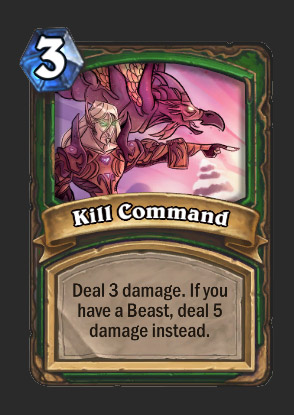 3
Kill Command
Deal 3 damage. If you
have a Beast, deal 5
damage instead.